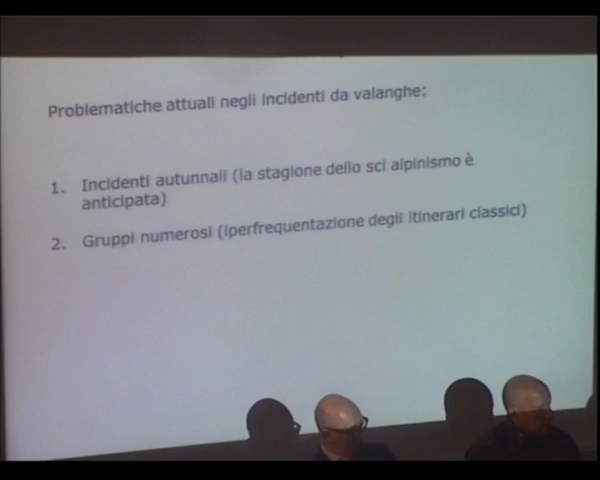 Problematiche attuali negli incidenti da valanghe:
1. Incidenti autunnali (la stagione dello sci alpinismo è
anticipata)
2. Gruppi numerosi (iperfrequentazione degli itinerari classici)